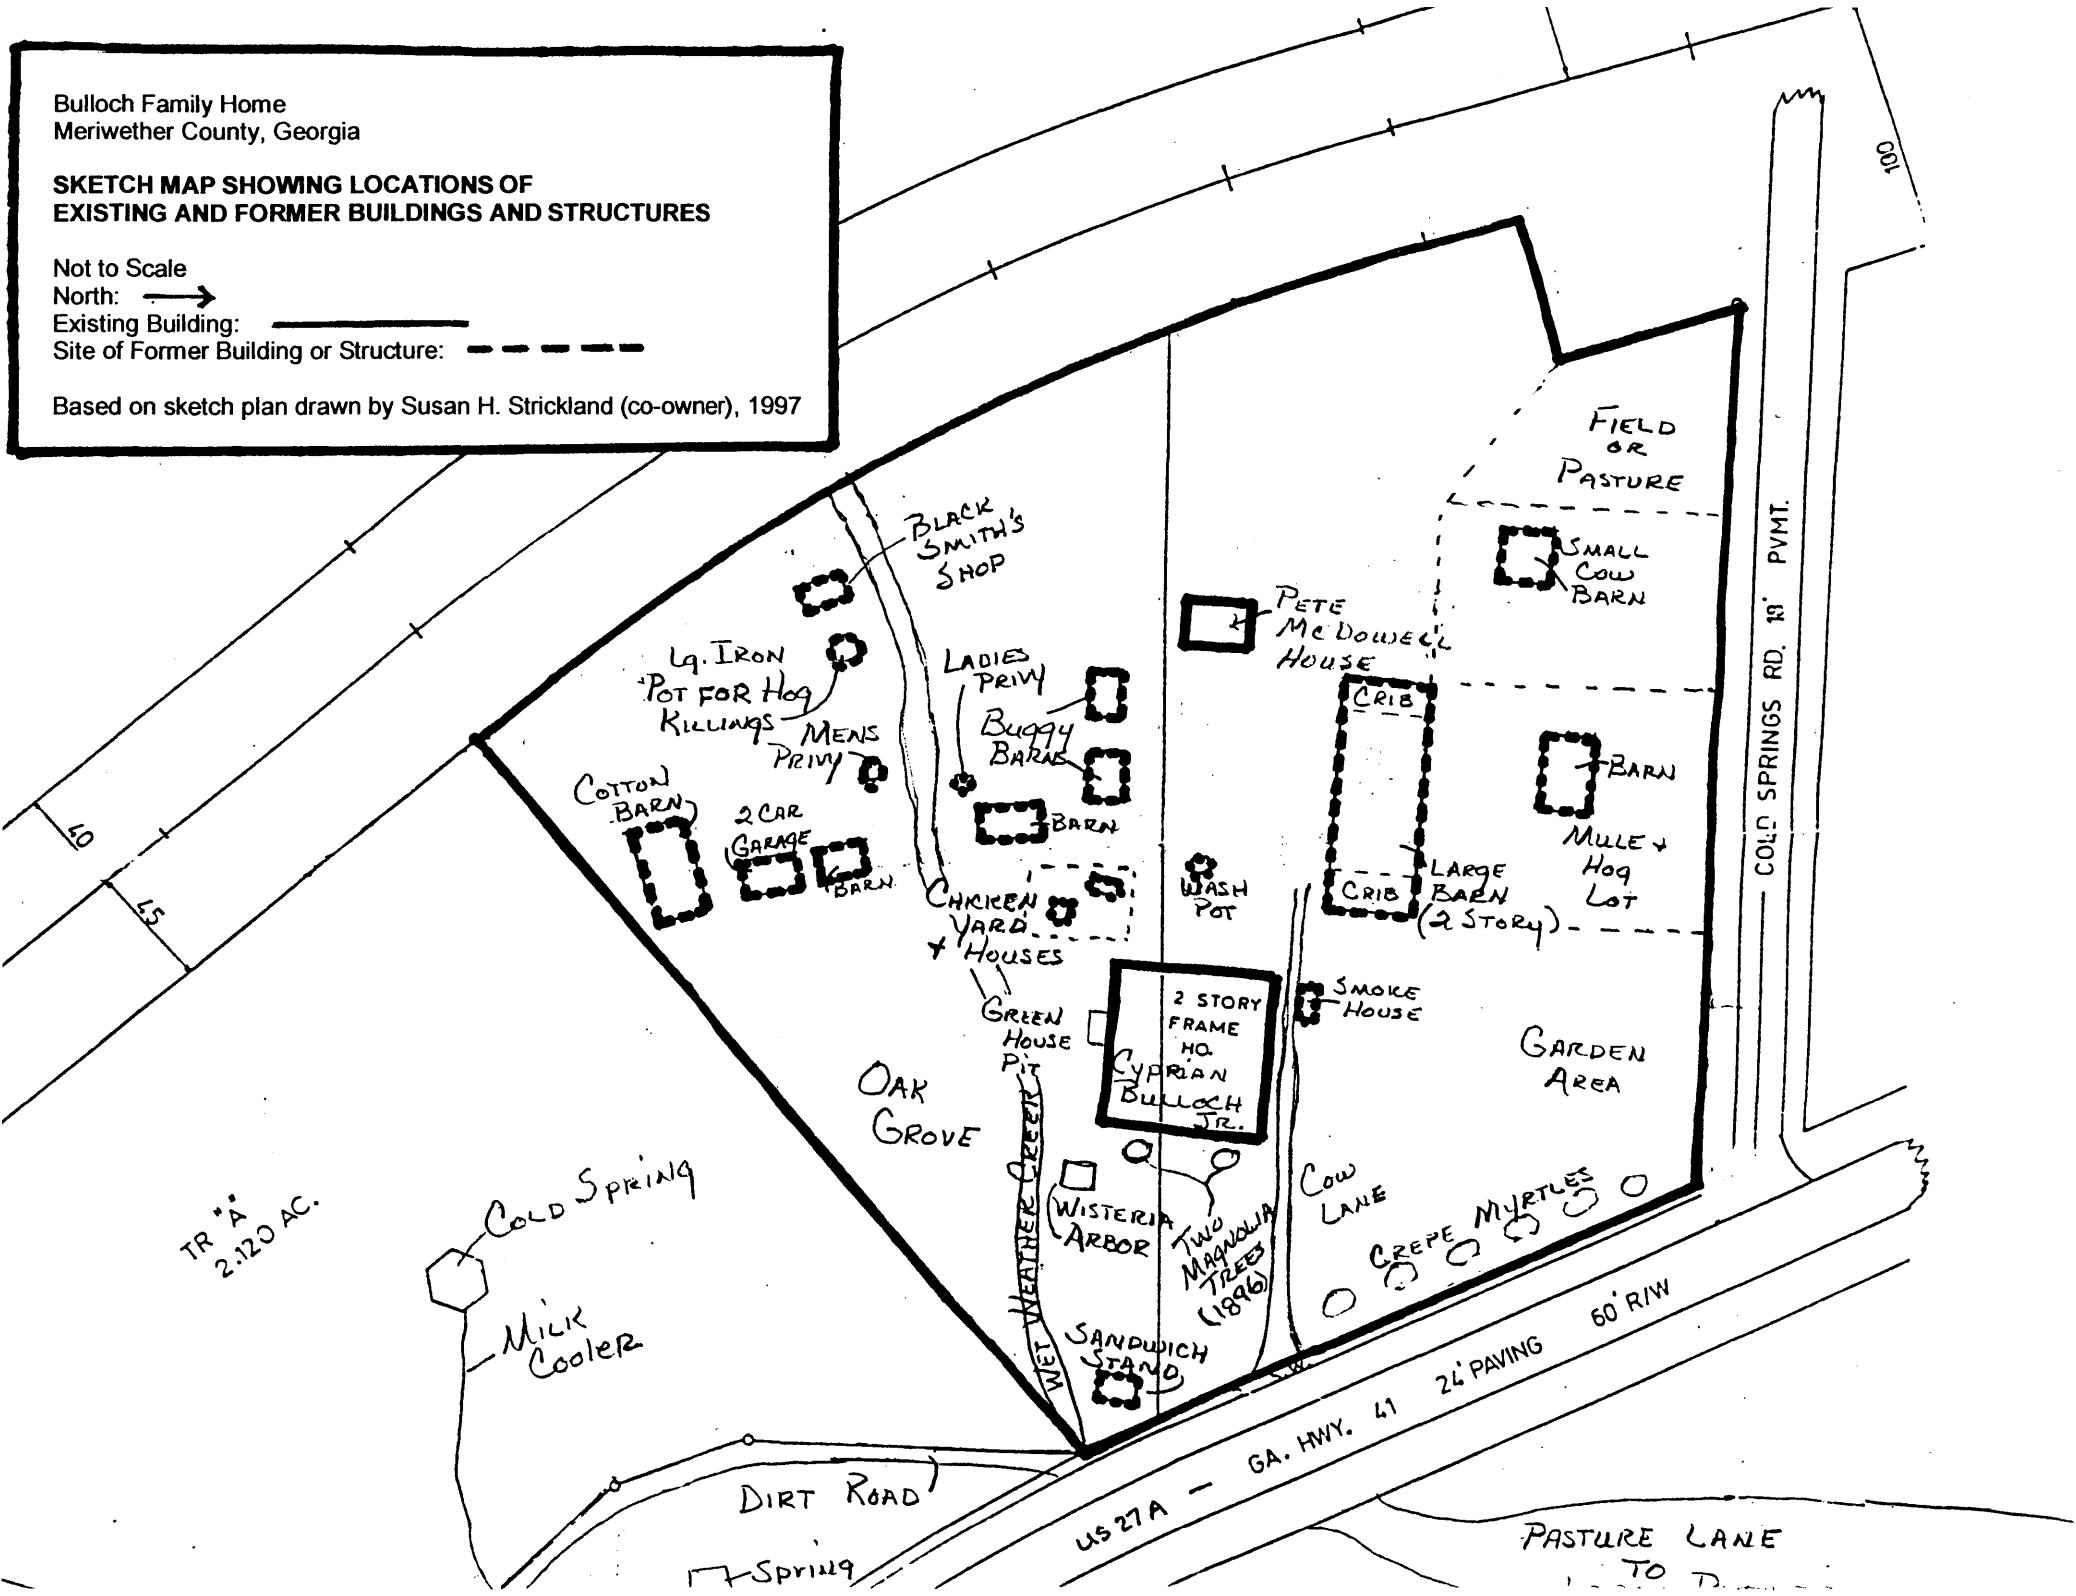 Bulloch Family Home
Meriwether County, Georgia
SKETCH MAP SHOWING LOCATIONS OF
EXISTING AND FORMER BUILDINGS AND STRUCTURES
Not to Scale
North:
Existing Building:
Site of Former Building or Structure:
Based on sketch plan drawn by Susan H. Strickland (co-owner), 1997
100
FIELD
OR
PASTURE
BLACK
SMITH'S
SHOP
SMALL
COW
BARN
COLD SPRINGS RD. 19' PVMT.
PETE
McDOWELL
HOUSE
Lg. IRON
POT FOR HOG
KILLINGS
LADIES
PRIVY
CRIB
BUGGY
BARNS
MENS
PRIVY
BARN
COTTON
BARN
2 CAR
GARAGE
BARN
BARN
40
45
MULE +
HOG
LOT
CHICKEN
YARD
+ HOUSES
WASH
POT
CRIB
LARGE
BARN
(2 STORY)
SMOKE
HOUSE
2 STORY
FRAME
HO.
CYPRIAN
BULLOCH
JR.
GREEN
HOUSE
PIT
GARDEN
AREA
OAK
GROVE
WET WEATHER CREEK
COLD SPRING
TR "A"
2.120 AC.
MILK
COOLER
WISTERIA
ARBOR
TWO
MAGNOLIA
TREES
(1896)
COW
LANE
CREPE MYRTLES
SANDWICH
STAND
US 27A - GA. HWY. 41 24' PAVING 60' R/W
DIRT ROAD
SPRING
PASTURE LANE
TO